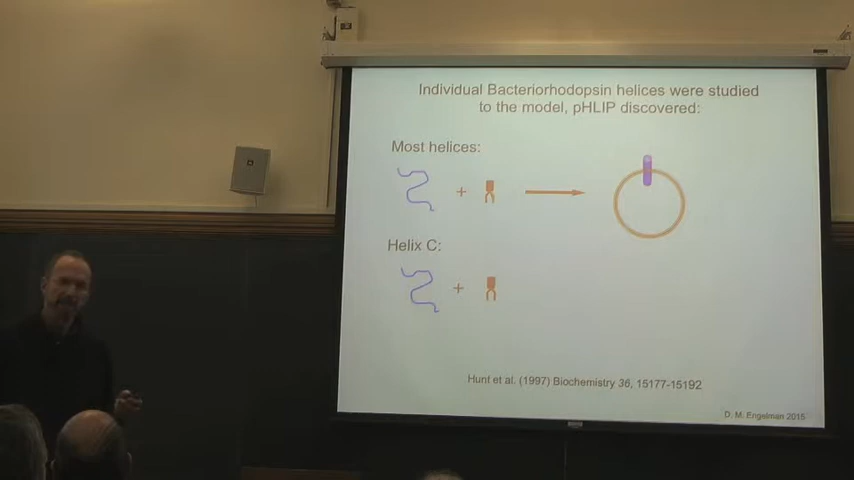 Individual Bacteriorhodopsin helices were studied
to the model, pHLIP discovered:
Most helices:
+
Helix C:
+
Hunt et al. (1997) Biochemistry 36, 15177-15192
D. M. Engelman 2015